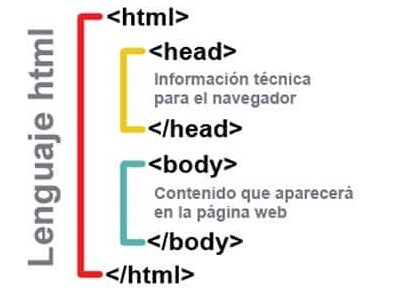 Lenguaje html
<html>
<head>
Información técnica
para el navegador
</head>
<body>
Contenido que aparecerá
en la página web
</body>
</html>